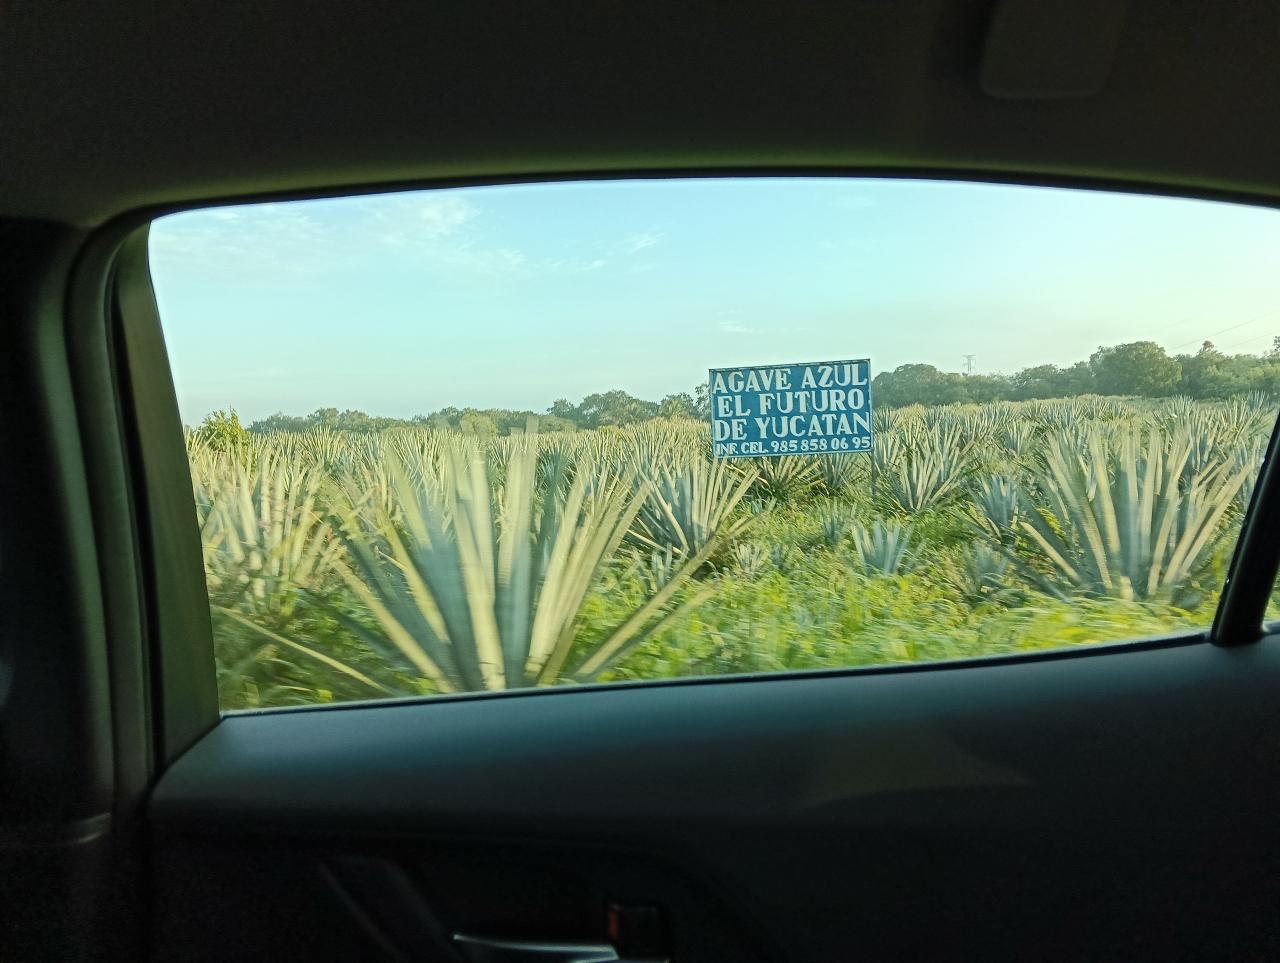 AGAVE AZUL
EL FUTURO
DE YUCATAN
INF. CEL. 985 858 06 95